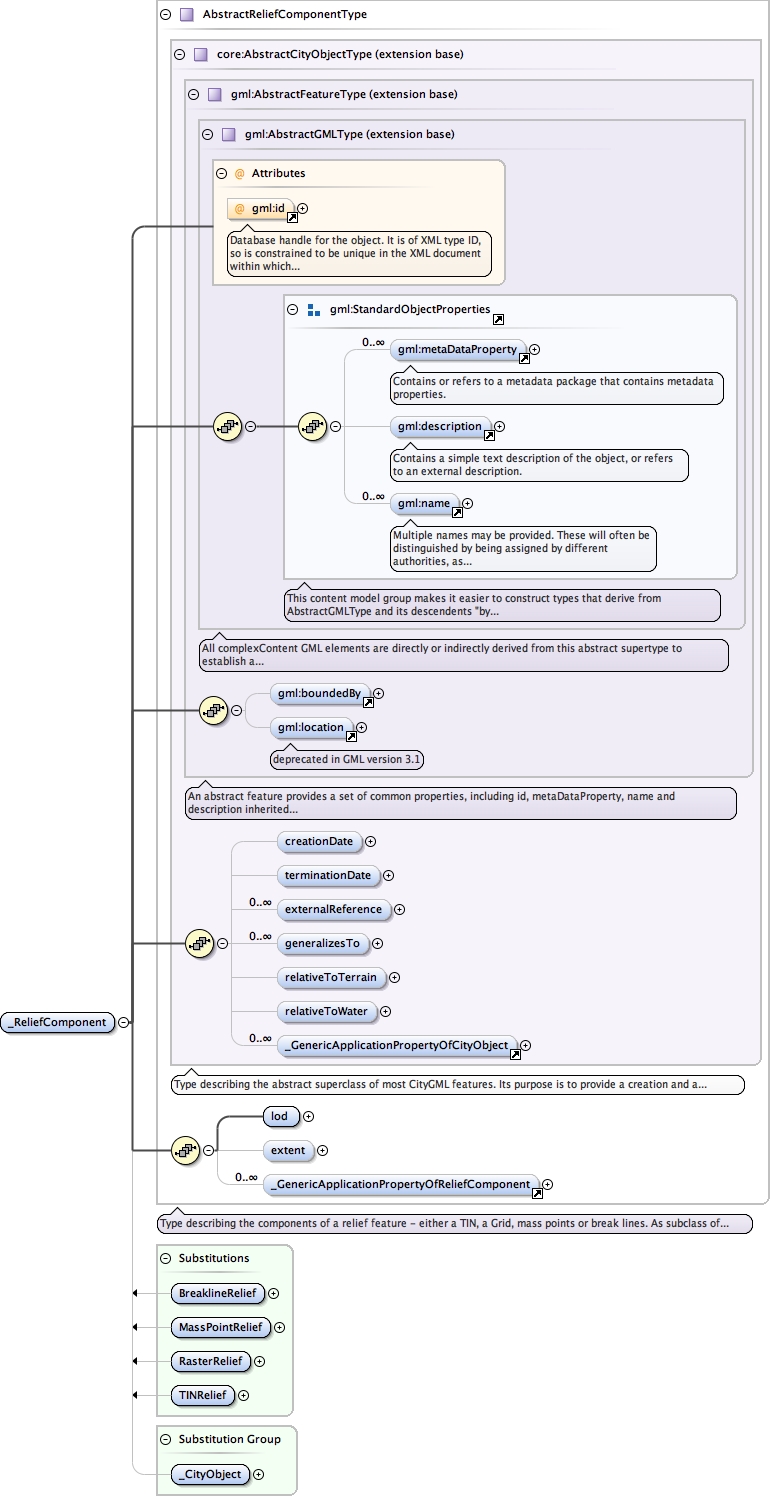 AbstractReliefComponentType
core:AbstractCityObjectType (extension base)
gml:AbstractFeatureType (extension base)
gml:AbstractGMLType (extension base)
@ Attributes
@ gml:id
Database handle for the object. It is of XML type ID,
so is constrained to be unique in the XML document
within which...
gml:StandardObjectProperties
0..∞
gml:metaDataProperty
Contains or refers to a metadata package that contains metadata
properties.
gml:description
Contains a simple text description of the object, or refers
to an external description.
0..∞
gml:name
Multiple names may be provided. These will often be
distinguished by being assigned by different
authorities, as...
This content model group makes it easier to construct types that derive from
AbstractGMLType and its descendents "by...
All complexContent GML elements are directly or indirectly derived from this abstract supertype to
establish a...
gml:boundedBy
gml:location
deprecated in GML version 3.1
An abstract feature provides a set of common properties, including id, metaDataProperty, name and
description inherited...
creationDate
terminationDate
0..∞
externalReference
0..∞
generalizesTo
relativeToTerrain
relativeToWater
0..∞
_GenericApplicationPropertyOfCityObject
_ReliefComponent
Type describing the abstract superclass of most CityGML features. Its purpose is to provide a creation and a...
lod
extent
0..∞
_GenericApplicationPropertyOfReliefComponent
Type describing the components of a relief feature – either a TIN, a Grid, mass points or break lines. As subclass of...
Substitutions
BreaklineRelief
MassPointRelief
RasterRelief
TINRelief
Substitution Group
_CityObject